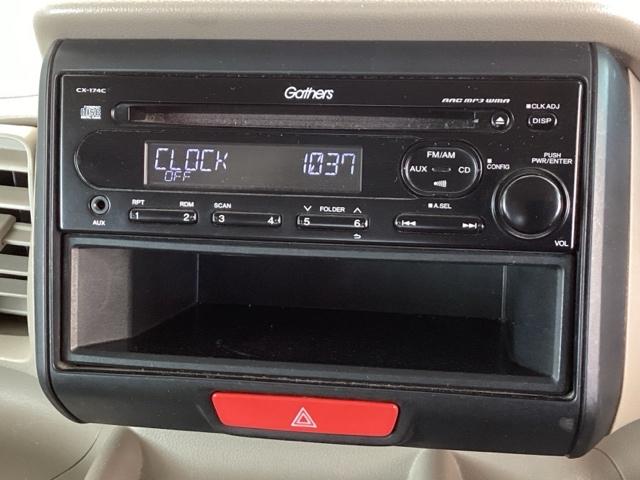 CX-174C
Gathers
AAC MP3 WMA
CLK ADJ
DISP
CLOCK 10:37
OFF
FM/AM
AUX CD
CONFIG
PUSH
PWR/ENTER
RPT RDM SCAN FOLDER A.SEL
1 2 3 4 5 6
AUX
VOL